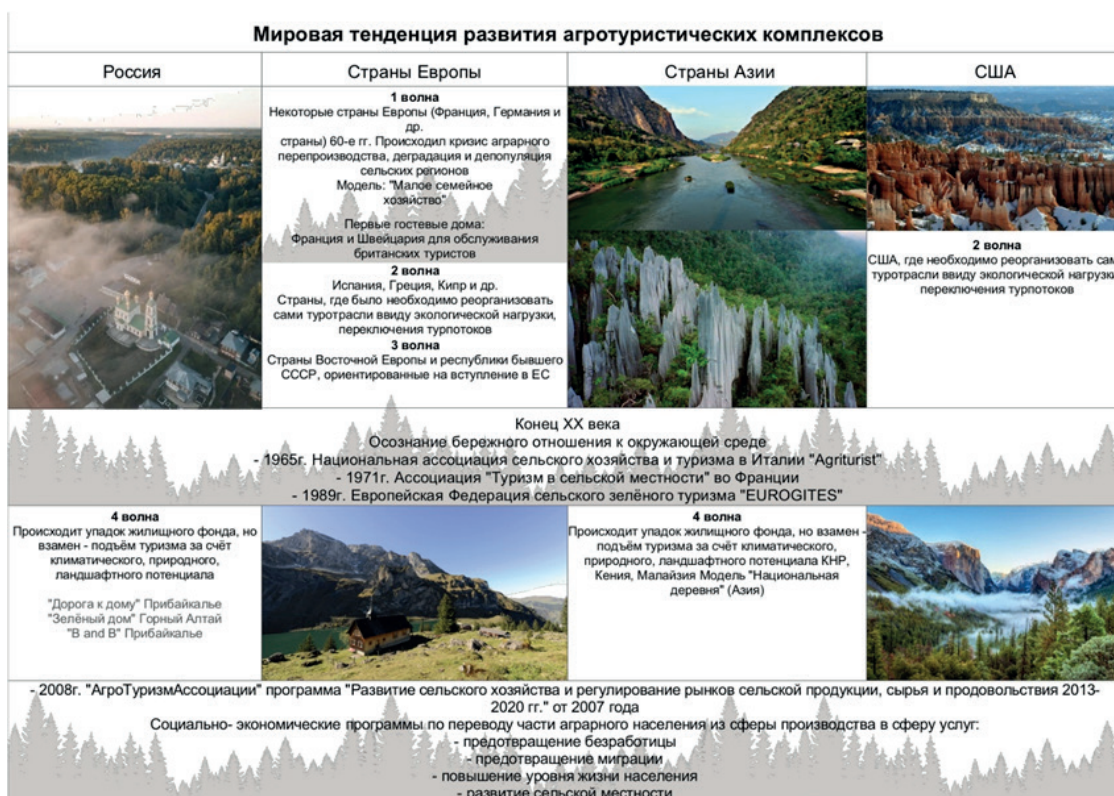 Мировая тенденция развития агротуристических комплексов
Россия
Страны Европы
Страны Азии
США
1 волна
Некоторые страны Европы (Франция, Германия и
др.
страны) 60-е гг. Происходил кризис аграрного
перепроизводства, деградация и депопуляция
сельских регионов
Модель: "Малое семейное
хозяйство"
Первые гостевые дома:
Франция и Швейцария для обслуживания
британских туристов
2 волна
Испания, Греция, Кипр и др.
Страны, где было необходимо реорганизовать
сами туротрасли ввиду экологической нагрузки,
переключения турпотоков
3 волна
Страны Восточной Европы и республики бывшего
СССР, ориентированные на вступление в ЕС
2 волна
США, где необходимо реорганизовать сам
туротрасли ввиду экологической нагрузки
переключения турпотоков
Конец XX века
Осознание бережного отношения к окружающей среде
- 1965г. Национальная ассоциация сельского хозяйства и туризма в Италии "Agriturist"
- 1971г. Ассоциация "Туризм в сельской местности" во Франции
- 1989г. Европейская Федерация сельского зелёного туризма "EUROGITES"
4 волна
Происходит упадок жилищного фонда, но
взамен - подъём туризма за счёт
климатического, природного,
ландшафтного потенциала
"Дорога к дому" Прибайкалье
"Зелёный дом" Горный Алтай
"B and B" Прибайкалье
4 волна
Происходит упадок жилищного фонда, но взамен -
подъём туризма за счёт климатического,
природного, ландшафтного потенциала КНР,
Кения, Малайзия Модель "Национальная
деревня" (Азия)
- 2008г. "АгроТуризмАссоциации" программа "Развитие сельского хозяйства и регулирование рынков сельской продукции, сырья и продовольствия 2013-
2020 гг." от 2007 года
Социально- экономические программы по переводу части аграрного населения из сферы производства в сферу услуг:
- предотвращение безработицы
- предотвращение миграции
- повышение уровня жизни населения
- развитие сельской местности